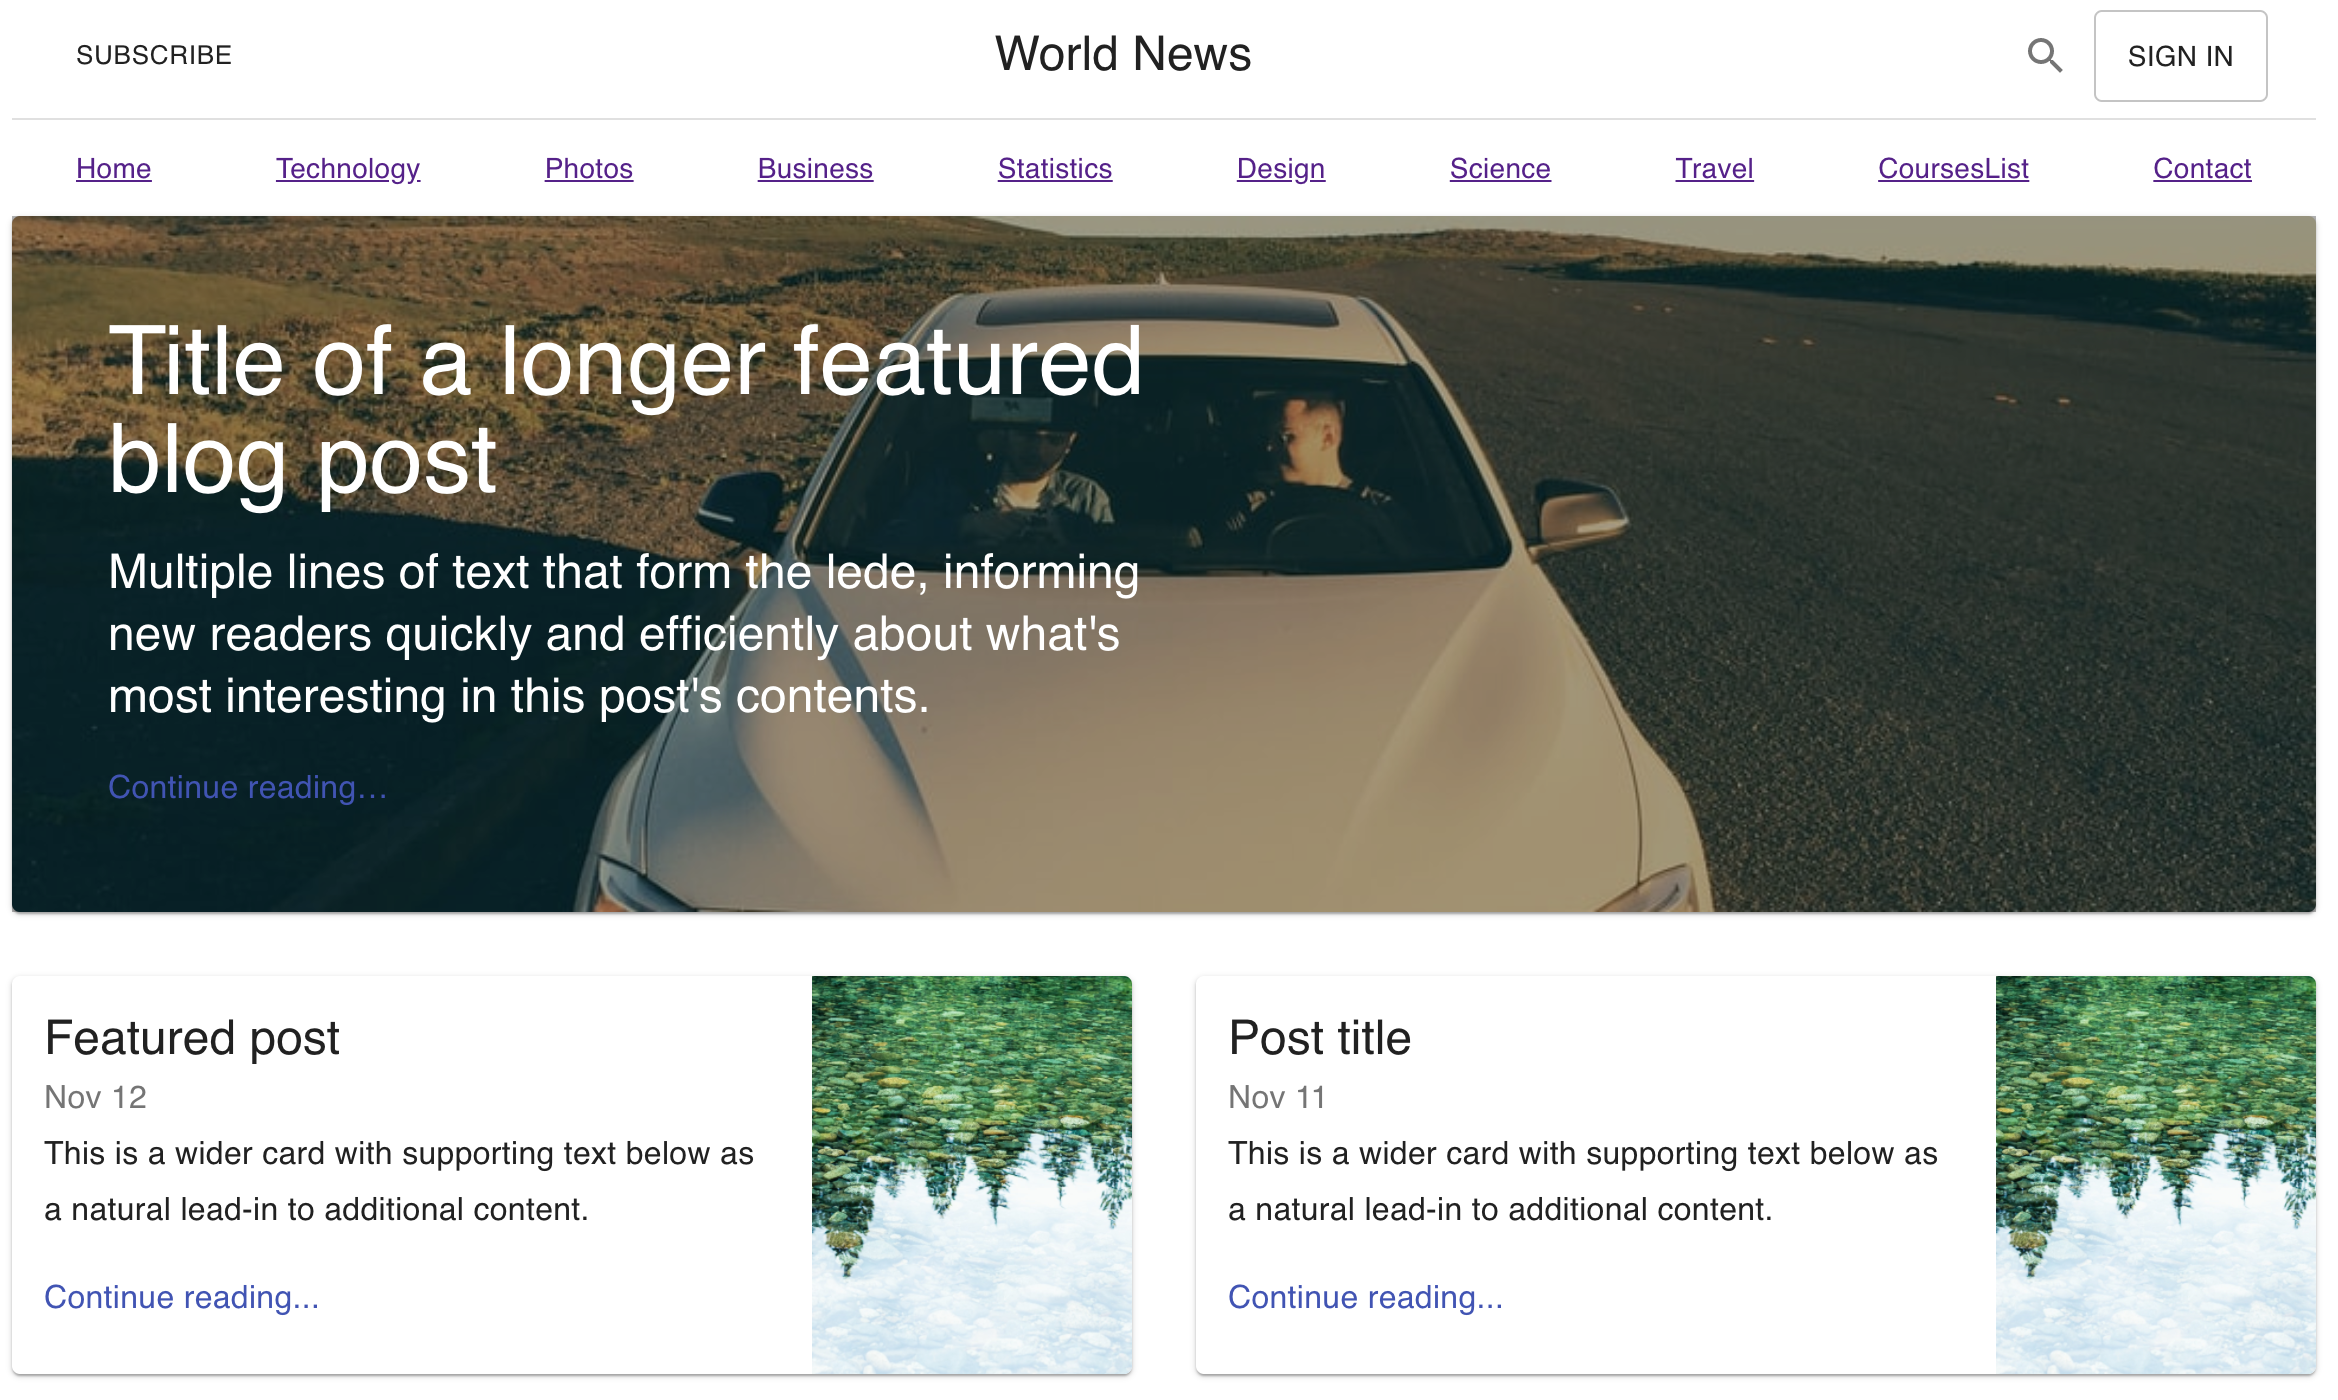 SUBSCRIBE
World News
SIGN IN
Home Technology Photos Business Statistics Design Science Travel CoursesList Contact
Title of a longer featured
blog post
Multiple lines of text that form the lede, informing
new readers quickly and efficiently about what's
most interesting in this post's contents.
Continue reading…
Featured post
Nov 12
This is a wider card with supporting text below as
a natural lead-in to additional content.
Continue reading...
Post title
Nov 11
This is a wider card with supporting text below as
a natural lead-in to additional content.
Continue reading...